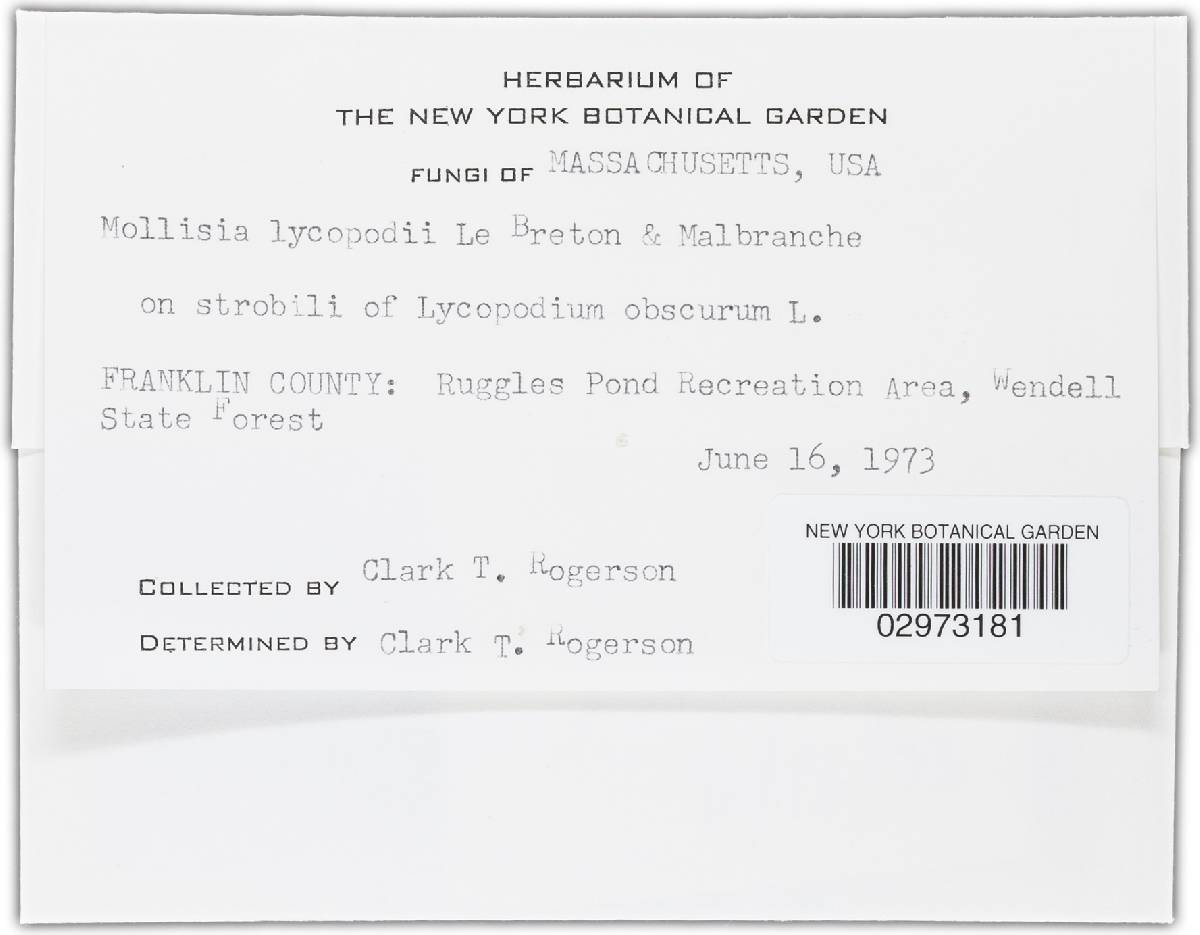 HERBARIUM OF
THE NEW YORK BOTANICAL GARDEN
FUNGI OF MASSACHUSETTS, USA
Mollisia lycopodii Le Breton & Malbranche
on strobili of Lycopodium obscurum L.
FRANKLIN COUNTY: Ruggles Pond Recreation Area, Wendell
State Forest
June 16, 1973
NEW YORK BOTANICAL GARDEN
02973181
COLLECTED BY Clark T. Rogerson
DETERMINED BY Clark T. Rogerson